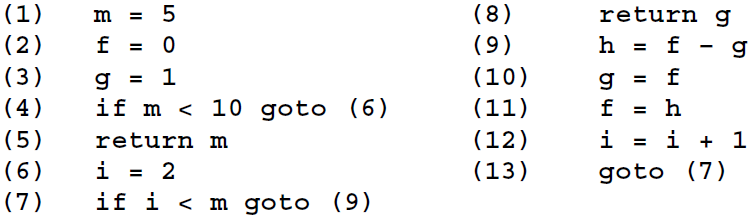 (1) m = 5
(2) f = 0
(3) g = 1
(4) if m < 10 goto (6)
(5) return m
(6) i = 2
(7) if i < m goto (9)
(8) return g
(9) h = f - g
(10) g = f
(11) f = h
(12) i = i + 1
(13) goto (7)